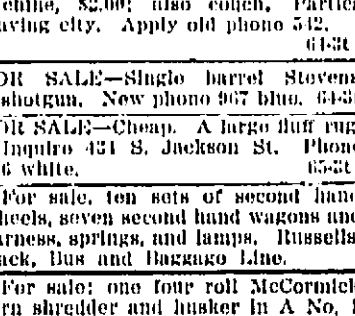 chine, $2.00; also couch. Partie
aving city. Apply old phone 542.
61-3t
OR SALE—Single barrel Stevens
shotgun. New phone 967 blue. 64-3t
OR SALE—Cheap. A large fluff rug
Inquire 431 S. Jackson St. Phone
6 white. 65-3t
For sale, ten sets of second hand
heels, seven second hand wagons and
arness, springs, and lamps. Russells
ack, Bus and Baggage Line.
For sale; one four roll McCormick
rn shredder and husker in A No. 1